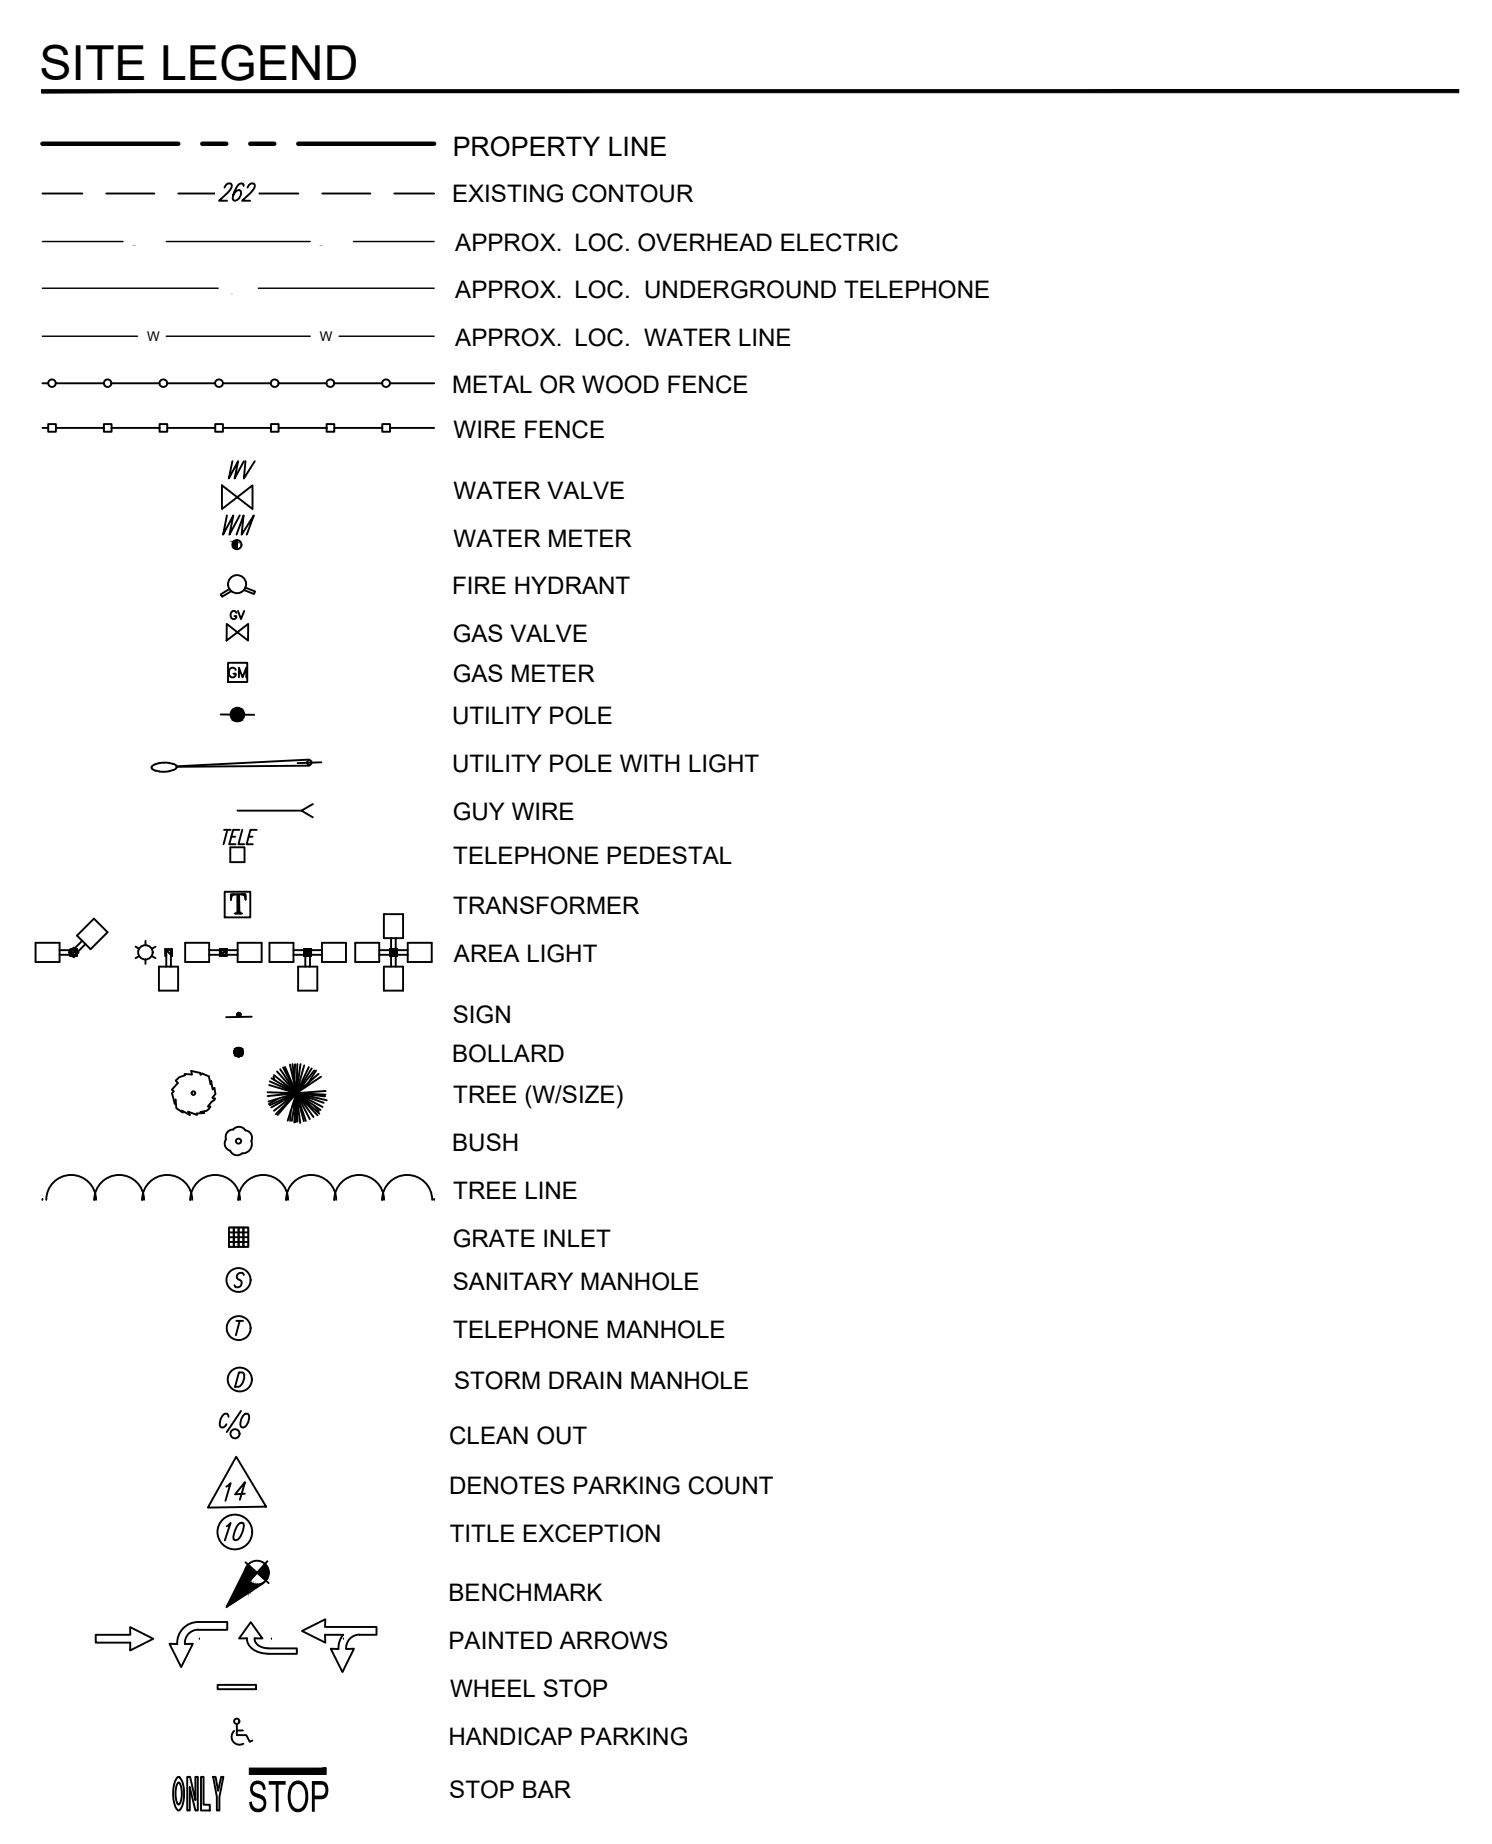 SITE LEGEND
PROPERTY LINE
262 EXISTING CONTOUR
APPROX. LOC. OVERHEAD ELECTRIC
APPROX. LOC. UNDERGROUND TELEPHONE
W W APPROX. LOC. WATER LINE
METAL OR WOOD FENCE
WIRE FENCE
WV
WATER VALVE
WM
WATER METER
FIRE HYDRANT
GV
GAS VALVE
GM GAS METER
UTILITY POLE
UTILITY POLE WITH LIGHT
GUY WIRE
TELE
TELEPHONE PEDESTAL
T TRANSFORMER
AREA LIGHT
SIGN
BOLLARD
TREE (W/SIZE)
BUSH
TREE LINE
GRATE INLET
S SANITARY MANHOLE
T TELEPHONE MANHOLE
D STORM DRAIN MANHOLE
C/O CLEAN OUT
14 DENOTES PARKING COUNT
10 TITLE EXCEPTION
BENCHMARK
PAINTED ARROWS
WHEEL STOP
HANDICAP PARKING
ONLY STOP STOP BAR